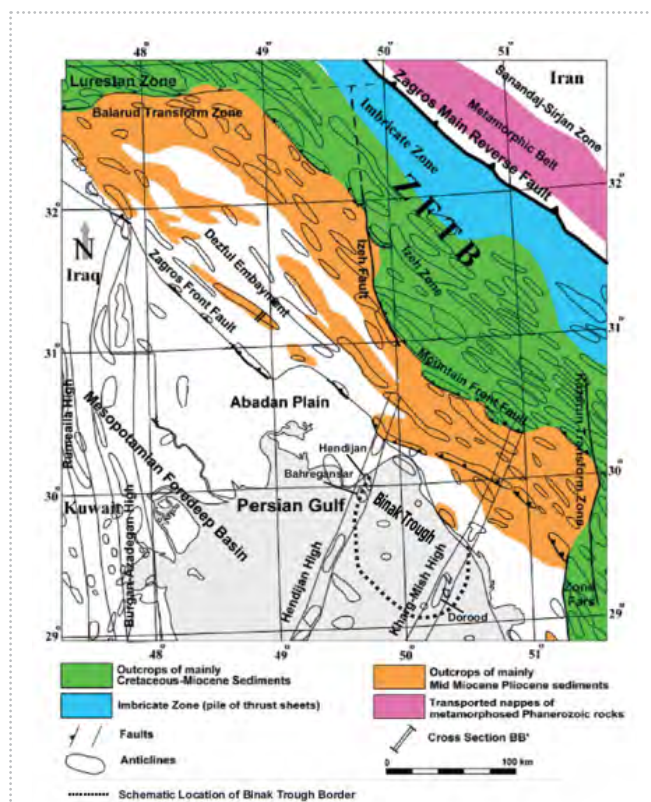 48
49
50
51
Lurestan Zone
Iran
Sanandaj-Sirjan Zone
Metamorphic Belt
Zagros Main Reverse Fault
Imbricate Zone
Balarud Transform Zone
ZFTB
32
32
N
Iraq
Dezful Embayment
Izeh Fault
Izeh Zone
Zagros Front Fault
31
31
Mountain Front Fault
Kazerun Transform Zone
Rumeaila High
Mesopotamian Foredeep Basin
Abadan Plain
Hendijan
Bahregansar
30
30
Kuwait
Persian Gulf
Binak Trough
Burgan-Azadegan High
Hendijan High
Kharg-Mish High
Dorood
Zone
Fars
29
29
48
49
50
51
Outcrops of mainly
Cretaceous-Miocene Sediments
Outcrops of mainly
Mid Miocene Pliocene sediments
Imbricate Zone (pile of thrust sheets)
Transported nappes of
metamorphosed Phanerozoic rocks
Faults
Cross Section BB'
Anticlines
0 100 km
Schematic Location of Binak Trough Border